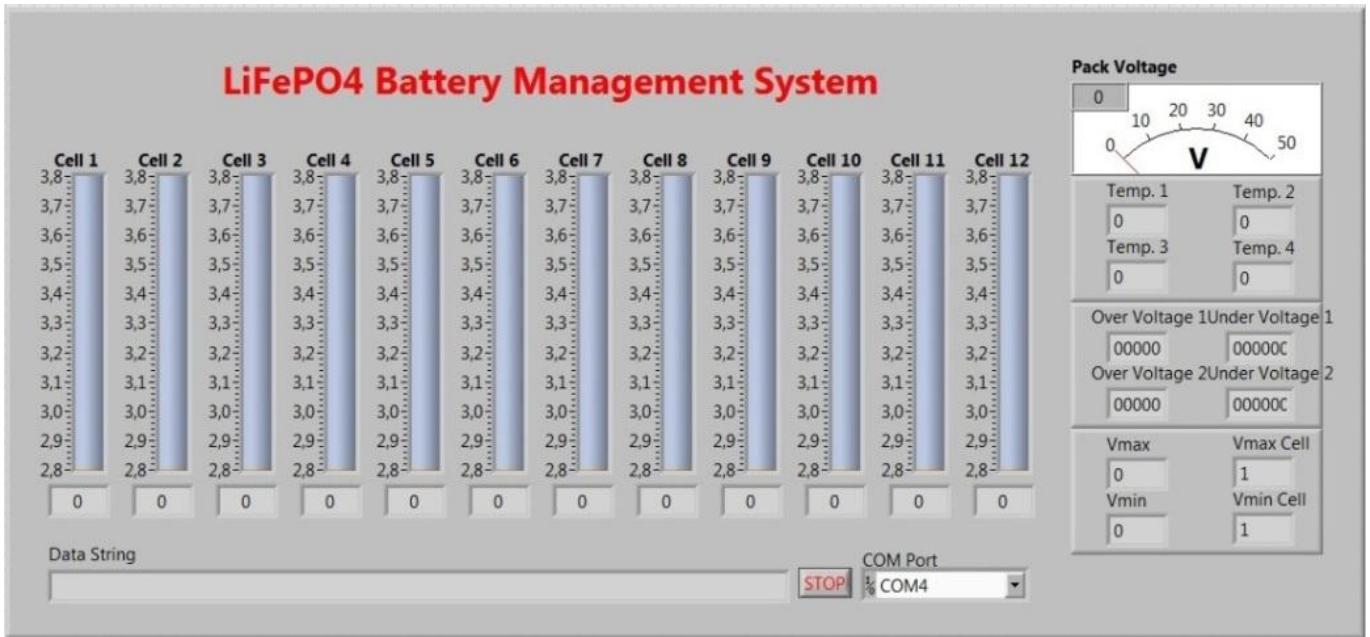 LiFePO4 Battery Management System
Cell 1 Cell 2 Cell 3 Cell 4 Cell 5 Cell 6 Cell 7 Cell 8 Cell 9 Cell 10 Cell 11 Cell 12
3,8 3,8 3,8 3,8 3,8 3,8 3,8 3,8 3,8 3,8 3,8 3,8
3,7 3,7 3,7 3,7 3,7 3,7 3,7 3,7 3,7 3,7 3,7 3,7
3,6 3,6 3,6 3,6 3,6 3,6 3,6 3,6 3,6 3,6 3,6 3,6
3,5 3,5 3,5 3,5 3,5 3,5 3,5 3,5 3,5 3,5 3,5 3,5
3,4 3,4 3,4 3,4 3,4 3,4 3,4 3,4 3,4 3,4 3,4 3,4
3,3 3,3 3,3 3,3 3,3 3,3 3,3 3,3 3,3 3,3 3,3 3,3
3,2 3,2 3,2 3,2 3,2 3,2 3,2 3,2 3,2 3,2 3,2 3,2
3,1 3,1 3,1 3,1 3,1 3,1 3,1 3,1 3,1 3,1 3,1 3,1
3,0 3,0 3,0 3,0 3,0 3,0 3,0 3,0 3,0 3,0 3,0 3,0
2,9 2,9 2,9 2,9 2,9 2,9 2,9 2,9 2,9 2,9 2,9 2,9
2,8 2,8 2,8 2,8 2,8 2,8 2,8 2,8 2,8 2,8 2,8 2,8
0 0 0 0 0 0 0 0 0 0 0 0
Data String
STOP
COM Port
COM4
Pack Voltage
0
0 10 20 30 40 50
V
Temp. 1 Temp. 2
0 0
Temp. 3 Temp. 4
0 0
Over Voltage 1 Under Voltage 1
00000 00000C
Over Voltage 2 Under Voltage 2
00000 00000C
Vmax Vmax Cell
0 1
Vmin Vmin Cell
0 1